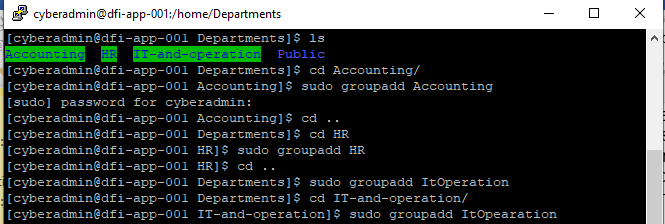 cyberadmin@dfi-app-001:/home/Departments
[cyberadmin@dfi-app-001 Departments]$ ls
Accounting HR IT-and-operation Public
[cyberadmin@dfi-app-001 Departments]$ cd Accounting/
[cyberadmin@dfi-app-001 Accounting]$ sudo groupadd Accounting
[sudo] password for cyberadmin:
[cyberadmin@dfi-app-001 Accounting]$ cd ..
[cyberadmin@dfi-app-001 Departments]$ cd HR
[cyberadmin@dfi-app-001 HR]$ sudo groupadd HR
[cyberadmin@dfi-app-001 HR]$ cd ..
[cyberadmin@dfi-app-001 Departments]$ sudo groupadd ItOperation
[cyberadmin@dfi-app-001 Departments]$ cd IT-and-operation/
[cyberadmin@dfi-app-001 IT-and-operation]$ sudo groupadd ItOpearation